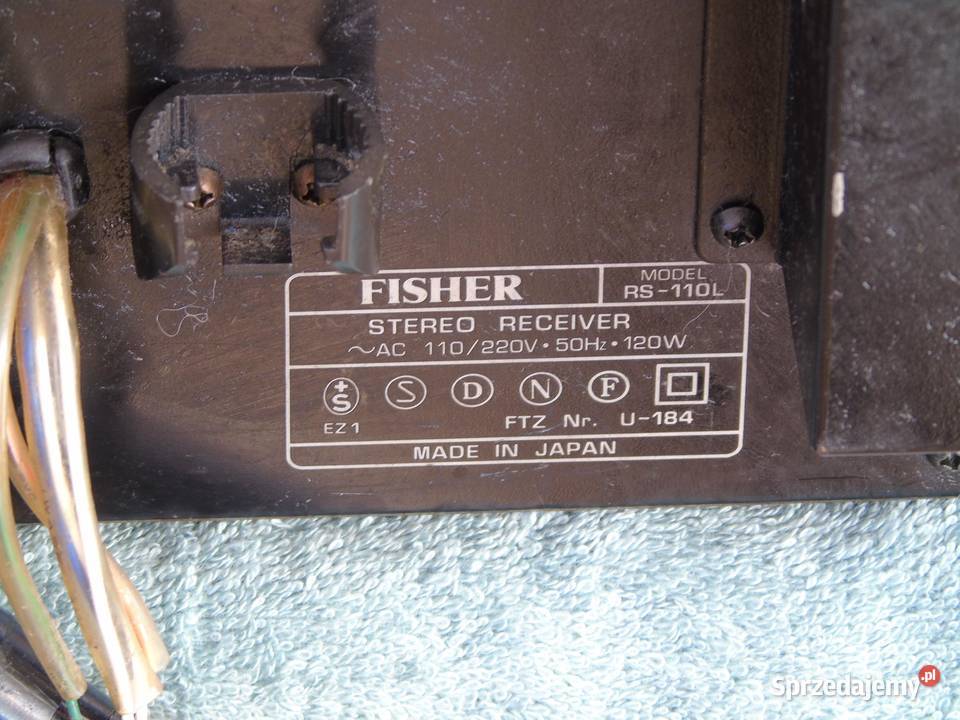 FISHER
MODEL
RS-110L
STEREO RECEIVER
~AC 110/220V·50Hz·120W
+S S D N F
EZ1 FTZ Nr. U-184
MADE IN JAPAN
Sprzedajemy.pl